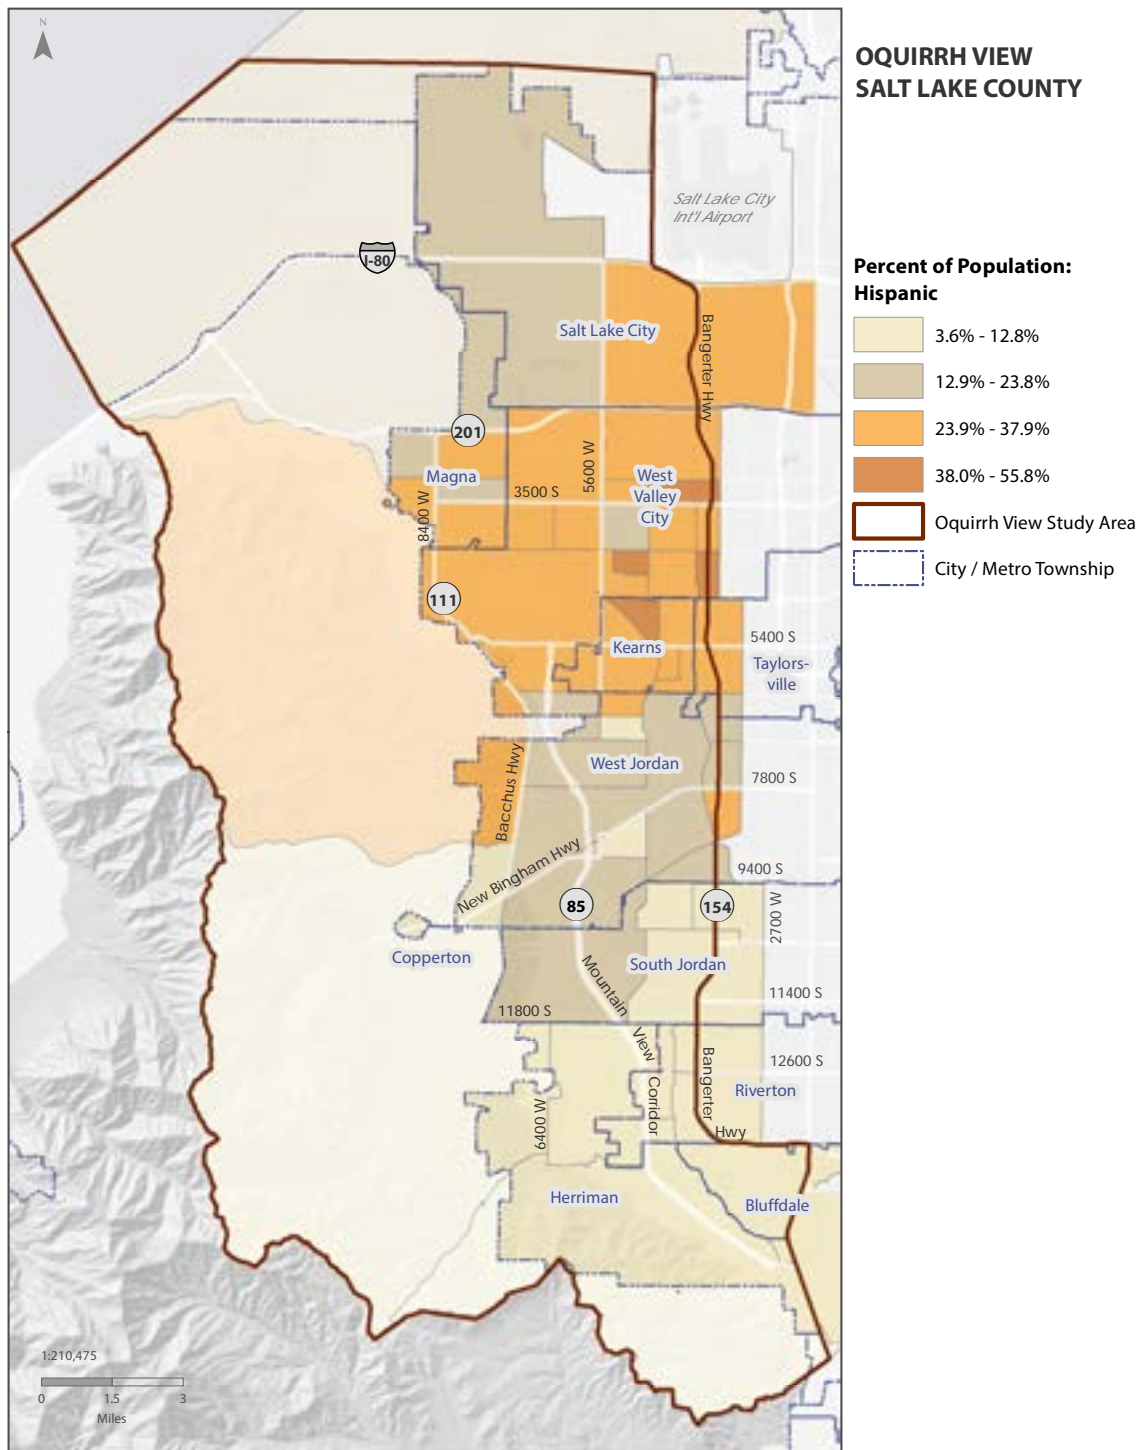 N
OQUIRRH VIEW
SALT LAKE COUNTY
Salt Lake City
Int'l Airport
I-80
Percent of Population:
Hispanic
3.6% - 12.8%
12.9% - 23.8%
23.9% - 37.9%
38.0% - 55.8%
Oquirrh View Study Area
City / Metro Township
Salt Lake City
Bangerter Hwy
201
5600 W
Magna
West
Valley
City
3500 S
8400 W
111
Kearns
5400 S
Taylors-
ville
West Jordan
7800 S
Bacchus Hwy
New Bingham Hwy
9400 S
85
154
2700 W
Copperton
South Jordan
Mountain
View
Corridor
11400 S
11800 S
12600 S
Bangerter
Hwy
Riverton
6400 W
Herriman
Bluffdale
1:210,475
0 1.5 3
Miles